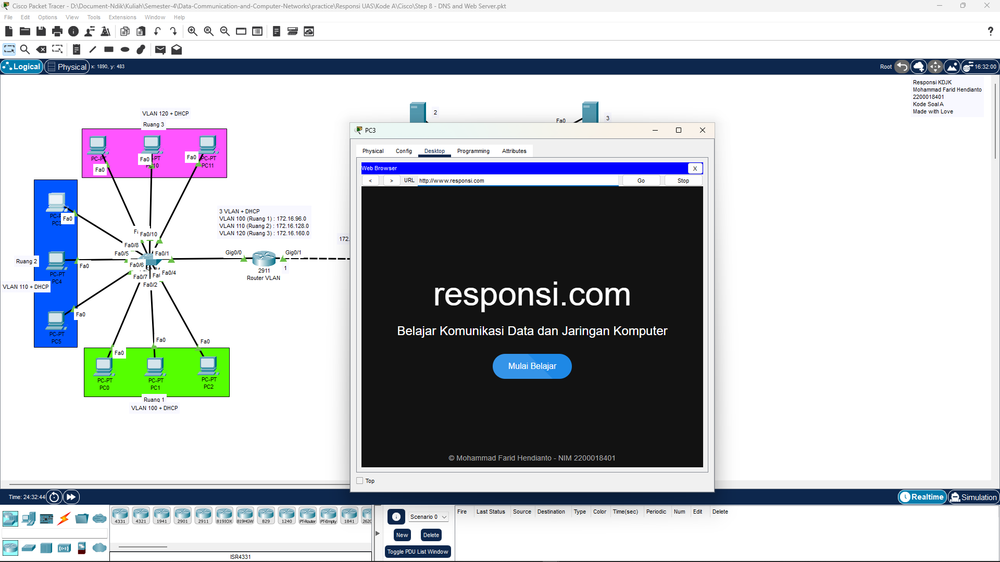 Cisco Packet Tracer - D:\Document-Ndik\Kuliah\Semester-4\Data-Communication-and-Computer-Networks\practice\Responsi UAS\Kode A\Cisco\Step 8 - DNS and Web Server.pkt
File Edit Options View Tools Extensions Window Help
Logical Physical x: 1890, y: 483
Root 16:32:00
Responsi KDJK
Mohammad Farid Hendianto
2200018401
Kode Soal A
Made with Love
VLAN 120 + DHCP
Ruang 3
PC-PT
Fa0
Fa0
-PT
Fa0
PC-PT
PC11
2
Fa0
3
Fa0
PC3
Ruang 2
Fa0
PC-PT
PC4
VLAN 110 + DHCP
Fa0
PC-PT
PC5
3 VLAN + DHCP
VLAN 100 (Ruang 1) : 172.16.96.0
VLAN 110 (Ruang 2) : 172.16.128.0
VLAN 120 (Ruang 3) : 172.16.160.0
172.
Fa0/10
Fa0/8
Fa0/5
Fa0/1
Fa0/6
Fa0/4
Fa0/7
Fa0/2
Gig0/0
Gig0/1
2911
Router VLAN
1
Fa0
Fa0
Fa0
PC-PT
PC0
PC-PT
PC1
PC-PT
PC2
Ruang 1
VLAN 100 + DHCP
PC3
Physical Config Desktop Programming Attributes
Web Browser X
< > URL http://www.responsi.com Go Stop
responsi.com
Belajar Komunikasi Data dan Jaringan Komputer
Mulai Belajar
© Mohammad Farid Hendianto - NIM 2200018401
Top
Time: 24:32:44
Realtime Simulation
4331 4321 1941 2901 2911 819IOX 819HGW 829 1240 PT-Router PT-Empty 1841 2620
ISR4331
Scenario 0
New Delete
Toggle PDU List Window
Fire Last Status Source Destination Type Color Time(sec) Periodic Num Edit Delete